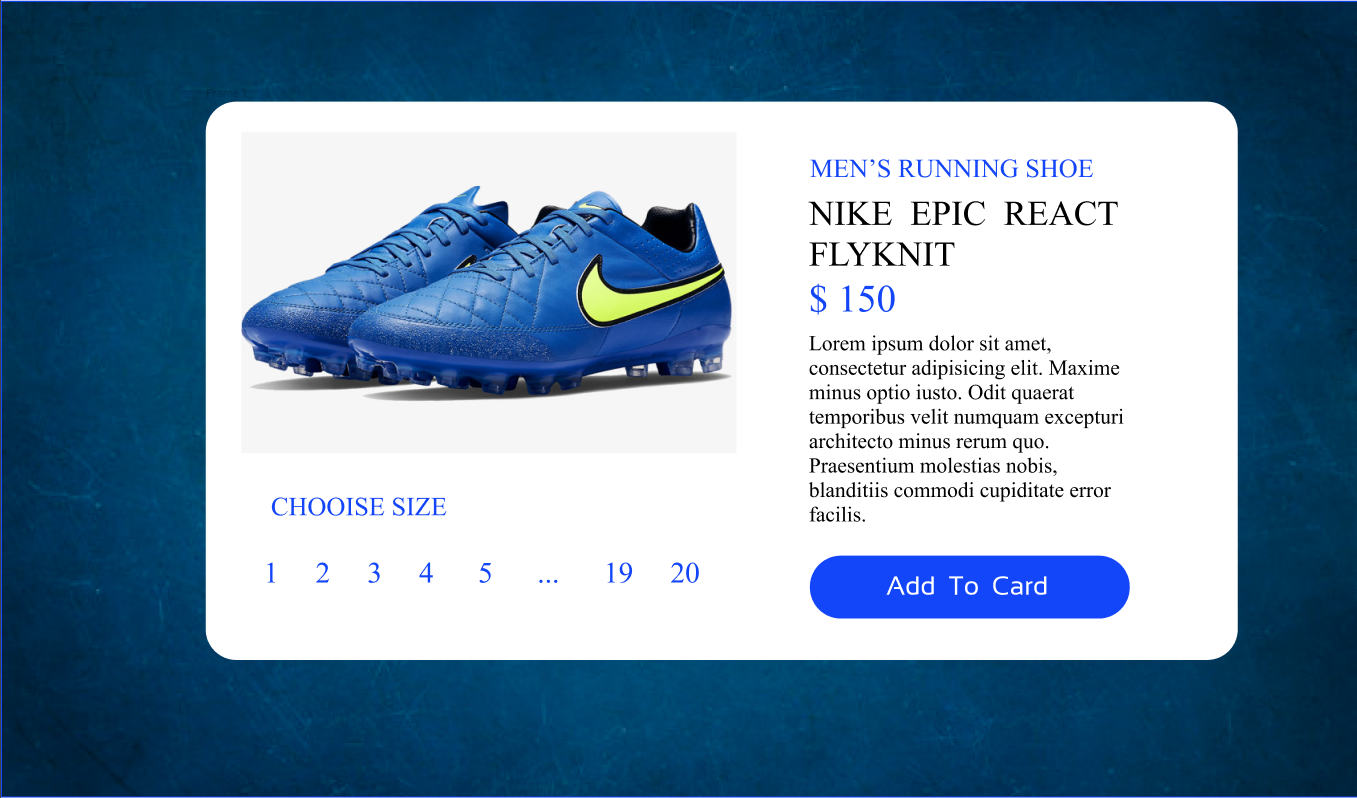 MEN’S RUNNING SHOE
NIKE EPIC REACT
FLYKNIT
$ 150
Lorem ipsum dolor sit amet,
consectetur adipisicing elit. Maxime
minus optio iusto. Odit quaerat
temporibus velit numquam excepturi
architecto minus rerum quo.
Praesentium molestias nobis,
blanditiis commodi cupiditate error
facilis.
CHOOISE SIZE
1 2 3 4 5 ... 19 20
Add To Card